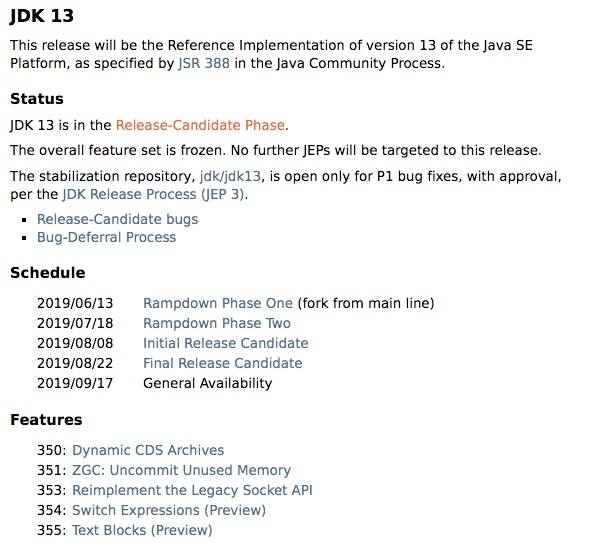 JDK 13
This release will be the Reference Implementation of version 13 of the Java SE
Platform, as specified by JSR 388 in the Java Community Process.
Status
JDK 13 is in the Release-Candidate Phase.
The overall feature set is frozen. No further JEPs will be targeted to this release.
The stabilization repository, jdk/jdk13, is open only for P1 bug fixes, with approval,
per the JDK Release Process (JEP 3).
▪ Release-Candidate bugs
▪ Bug-Deferral Process
Schedule
2019/06/13 Rampdown Phase One (fork from main line)
2019/07/18 Rampdown Phase Two
2019/08/08 Initial Release Candidate
2019/08/22 Final Release Candidate
2019/09/17 General Availability
Features
350: Dynamic CDS Archives
351: ZGC: Uncommit Unused Memory
353: Reimplement the Legacy Socket API
354: Switch Expressions (Preview)
355: Text Blocks (Preview)